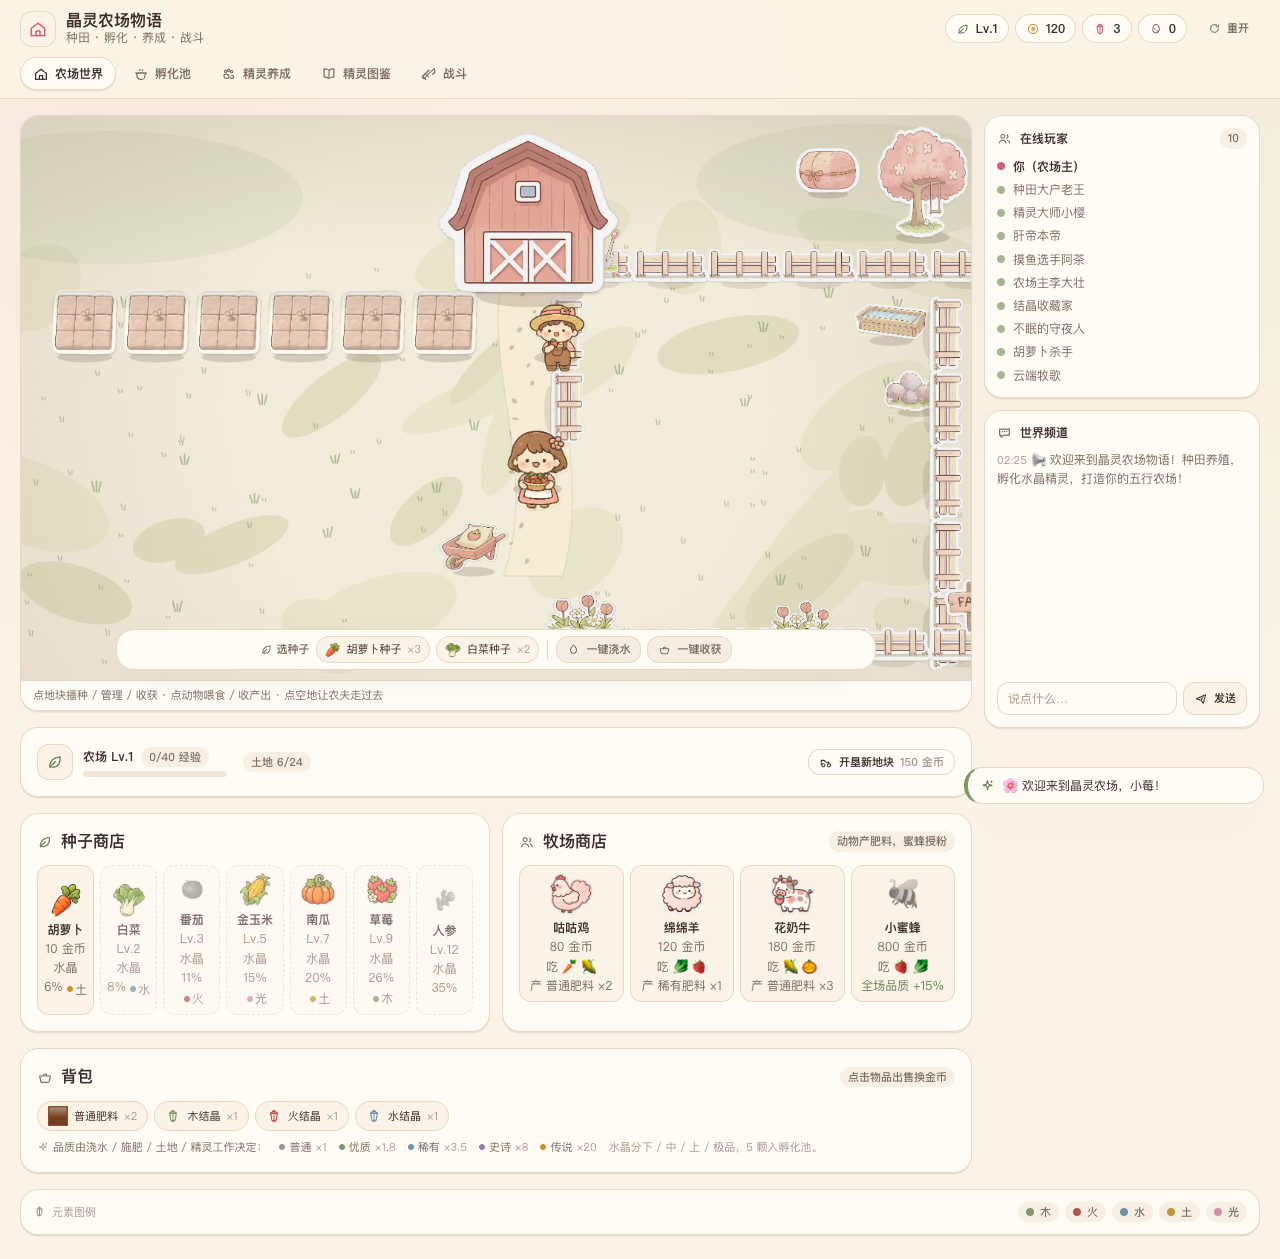 晶灵农场物语
种田 · 孵化 · 养成 · 战斗
Lv.1
120
3
0
重开
农场世界
孵化池
精灵养成
精灵图鉴
战斗
选种子
胡萝卜种子 ×3
白菜种子 ×2
一键浇水
一键收获
FA
点地块播种 / 管理 / 收获 · 点动物喂食 / 收产出 · 点空地让农夫走过去
在线玩家
10
你（农场主）
种田大户老王
精灵大师小樱
肝帝本帝
摸鱼选手阿茶
农场主李大壮
结晶收藏家
不眠的守夜人
胡萝卜杀手
云端牧歌
世界频道
02:25 欢迎来到晶灵农场物语！种田养殖，
孵化水晶精灵，打造你的五行农场！
说点什么…
发送
农场 Lv.1
0/40 经验
土地 6/24
开垦新地块 150 金币
欢迎来到晶灵农场，小莓！
种子商店
胡萝卜
10 金币
水晶
6% 土
白菜
Lv.2
水晶
8% 水
番茄
Lv.3
水晶
11%
火
金玉米
Lv.5
水晶
15%
光
南瓜
Lv.7
水晶
20%
土
草莓
Lv.9
水晶
26%
木
人参
Lv.12
水晶
35%
牧场商店
动物产肥料，蜜蜂授粉
咕咕鸡
80 金币
吃
产 普通肥料 ×2
绵绵羊
120 金币
吃
产 稀有肥料 ×1
花奶牛
180 金币
吃
产 普通肥料 ×3
小蜜蜂
800 金币
吃
全场品质 +15%
背包
点击物品出售换金币
普通肥料 ×2
木结晶 ×1
火结晶 ×1
水结晶 ×1
品质由浇水 / 施肥 / 土地 / 精灵工作决定： 普通 ×1 优质 ×1.8 稀有 ×3.5 史诗 ×8 传说 ×20 水晶分下 / 中 / 上 / 极品，5 颗入孵化池。
元素图例
木
火
水
土
光